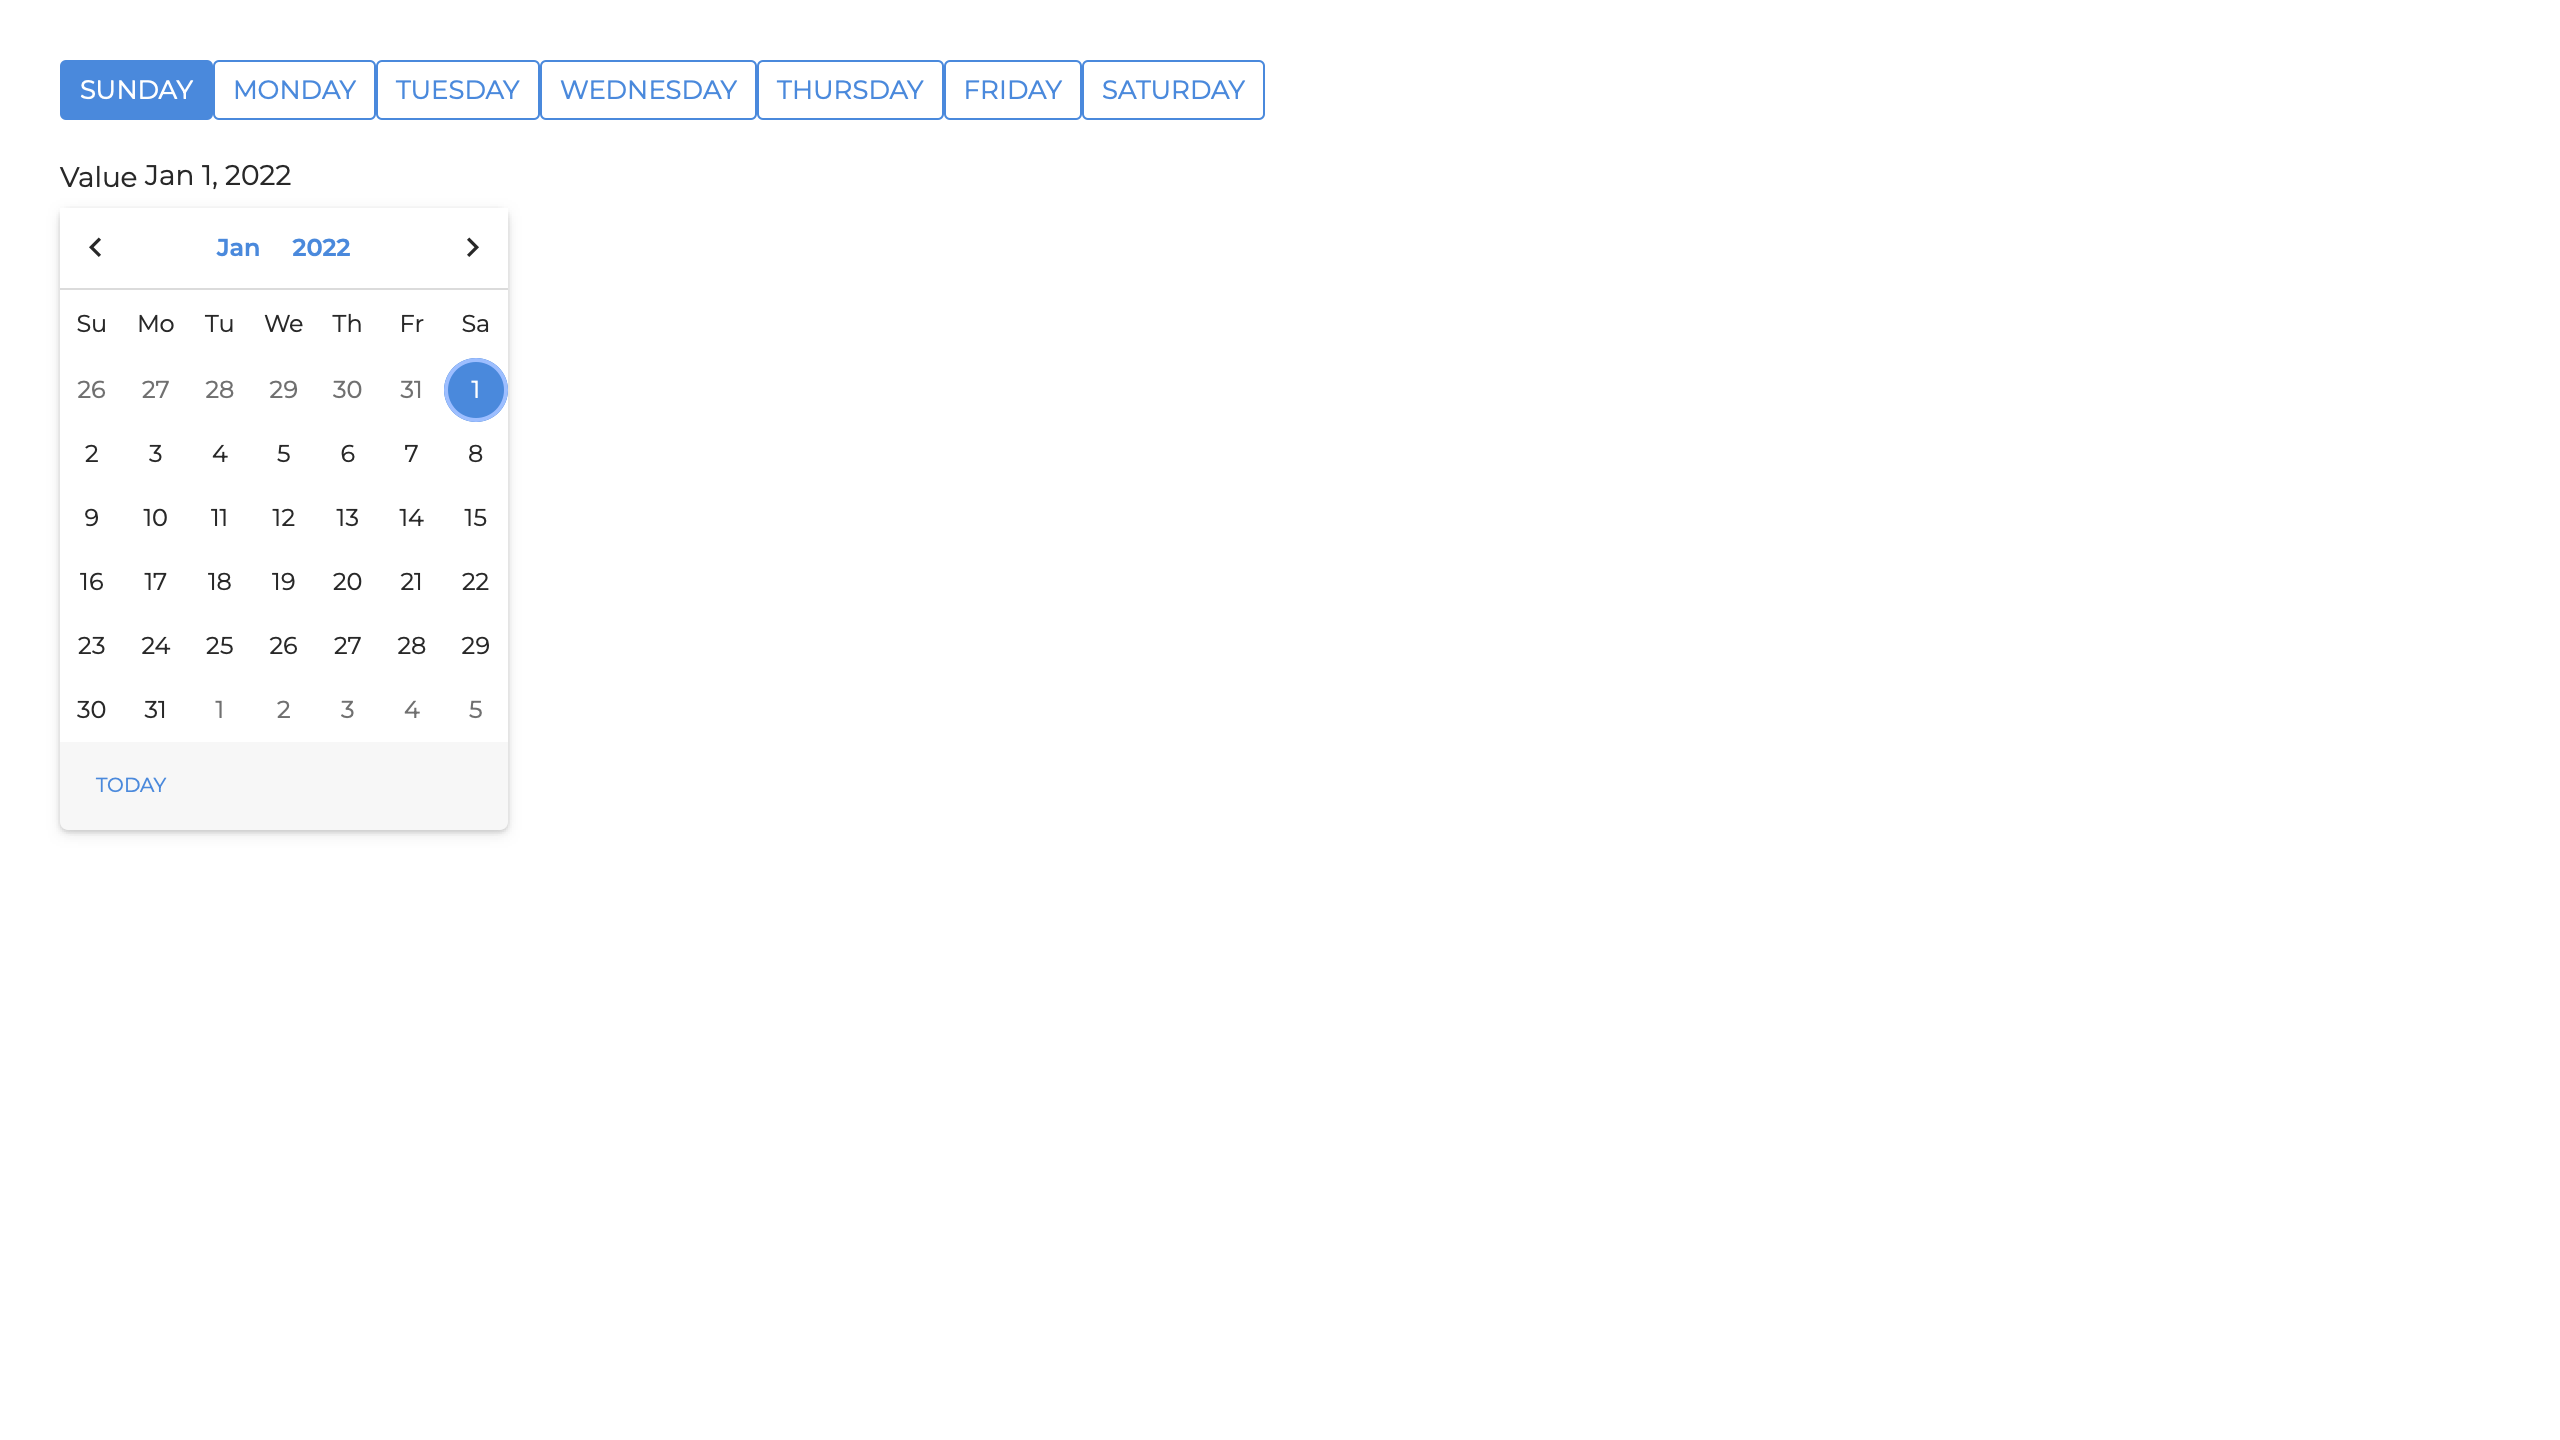 SUNDAY MONDAY TUESDAY WEDNESDAY THURSDAY FRIDAY SATURDAY
Value Jan 1, 2022
Jan 2022
Su Mo Tu We Th Fr Sa
26 27 28 29 30 31 1
2 3 4 5 6 7 8
9 10 11 12 13 14 15
16 17 18 19 20 21 22
23 24 25 26 27 28 29
30 31 1 2 3 4 5
TODAY